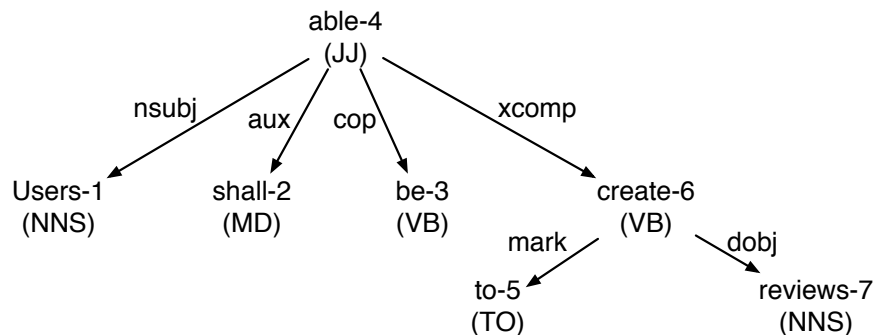 able-4
(JJ)
nsubj
aux
cop
xcomp
Users-1
(NNS)
shall-2
(MD)
be-3
(VB)
create-6
(VB)
mark
dobj
to-5
(TO)
reviews-7
(NNS)